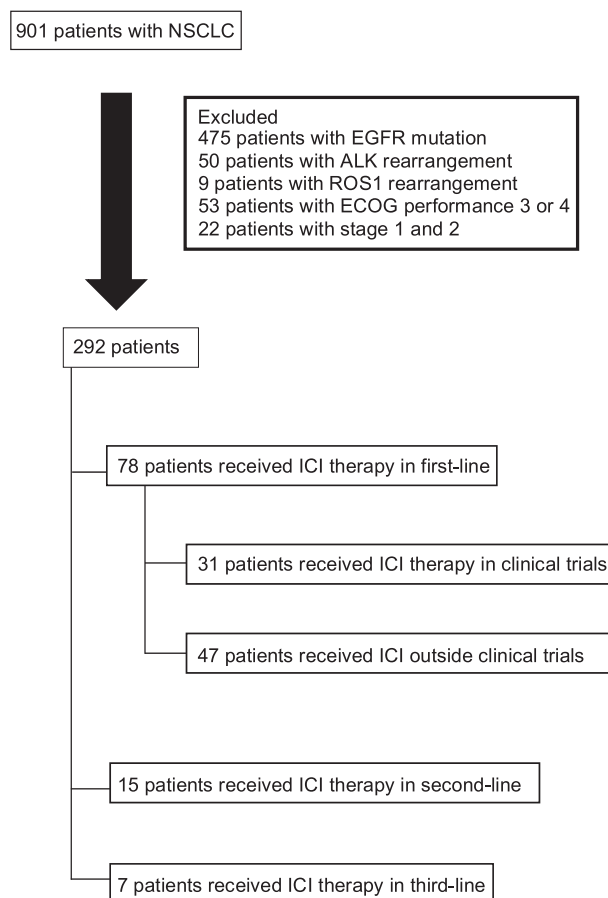 901 patients with NSCLC
Excluded
475 patients with EGFR mutation
50 patients with ALK rearrangement
9 patients with ROS1 rearrangement
53 patients with ECOG performance 3 or 4
22 patients with stage 1 and 2
292 patients
78 patients received ICI therapy in first-line
31 patients received ICI therapy in clinical trials
47 patients received ICI outside clinical trials
15 patients received ICI therapy in second-line
7 patients received ICI therapy in third-line